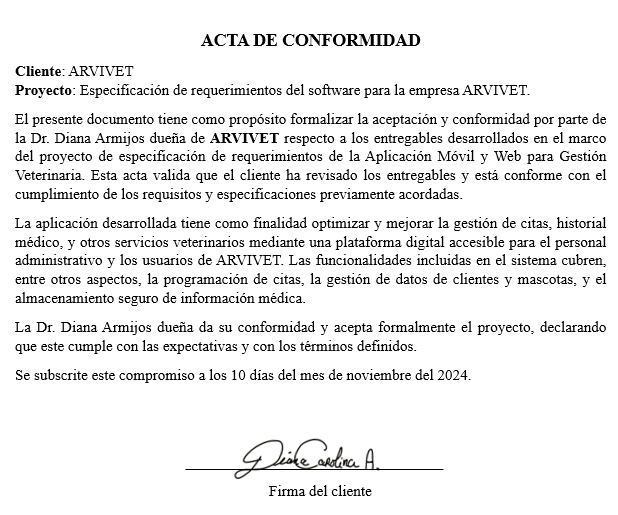 ACTA DE CONFORMIDAD
Cliente: ARVIVET
Proyecto: Especificación de requerimientos del software para la empresa ARVIVET.
El presente documento tiene como propósito formalizar la aceptación y conformidad por parte de
la Dr. Diana Armijos dueña de ARVIVET respecto a los entregables desarrollados en el marco
del proyecto de especificación de requerimientos de la Aplicación Móvil y Web para Gestión
Veterinaria. Esta acta valida que el cliente ha revisado los entregables y está conforme con el
cumplimiento de los requisitos y especificaciones previamente acordadas.
La aplicación desarrollada tiene como finalidad optimizar y mejorar la gestión de citas, historial
médico, y otros servicios veterinarios mediante una plataforma digital accesible para el personal
administrativo y los usuarios de ARVIVET. Las funcionalidades incluidas en el sistema cubren,
entre otros aspectos, la programación de citas, la gestión de datos de clientes y mascotas, y el
almacenamiento seguro de información médica.
La Dr. Diana Armijos dueña da su conformidad y acepta formalmente el proyecto, declarando
que este cumple con las expectativas y con los términos definidos.
Se subscrite este compromiso a los 10 días del mes de noviembre del 2024.
Diana Carolina A.
Firma del cliente